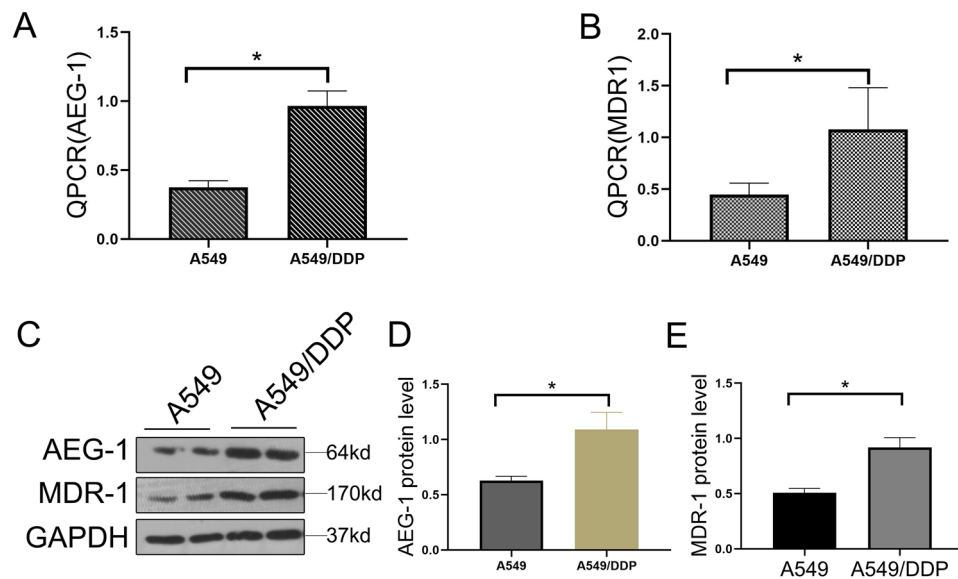 A
QPCR(AEG-1)
1.5
1.0
0.5
0.0
*
A549
A549/DDP
B
QPCR(MDR1)
2.0
1.5
1.0
0.5
0.0
*
A549
A549/DDP
C
A549
A549/DDP
AEG-1
64kd
MDR-1
170kd
GAPDH
37kd
D
AEG-1 protein level
1.5
1.0
0.5
0.0
*
A549
A549/DDP
E
MDR-1 protein level
1.5
1.0
0.5
0.0
*
A549
A549/DDP